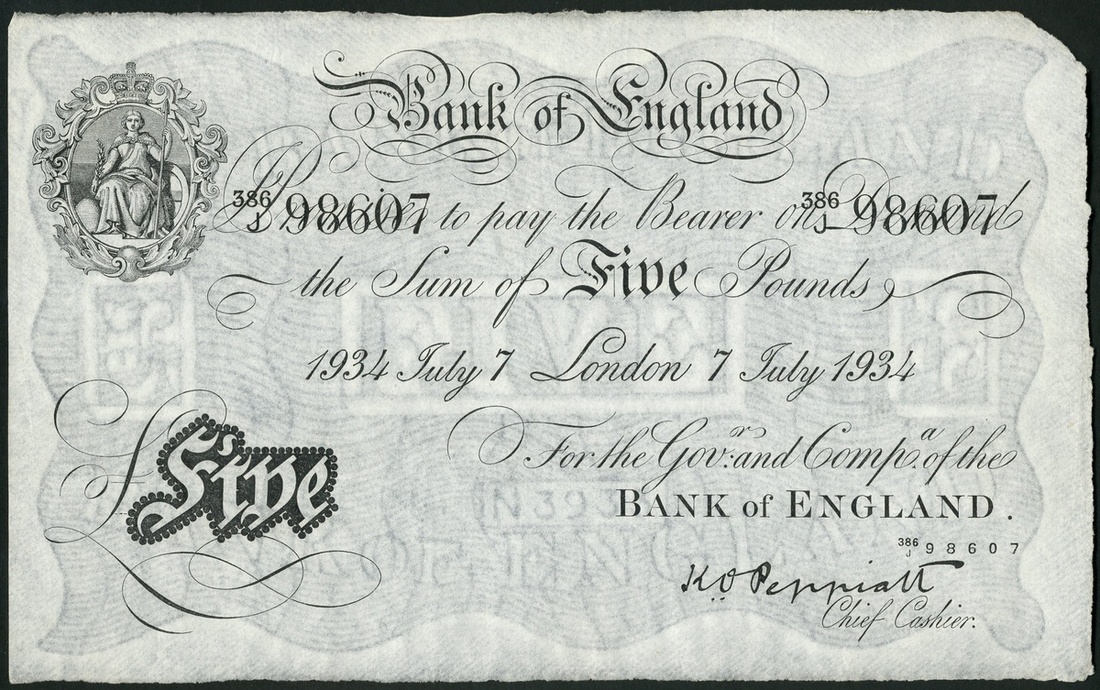 Bank of England
386 J 98607 386 J 98607
Promise to pay the Bearer on Demand
the Sum of Five Pounds
1934 July 7 London 7 July 1934
For the Govr. and Compa. of the
BANK of ENGLAND.
£Five
386 J 98607
K.O Peppiatt
Chief Cashier.